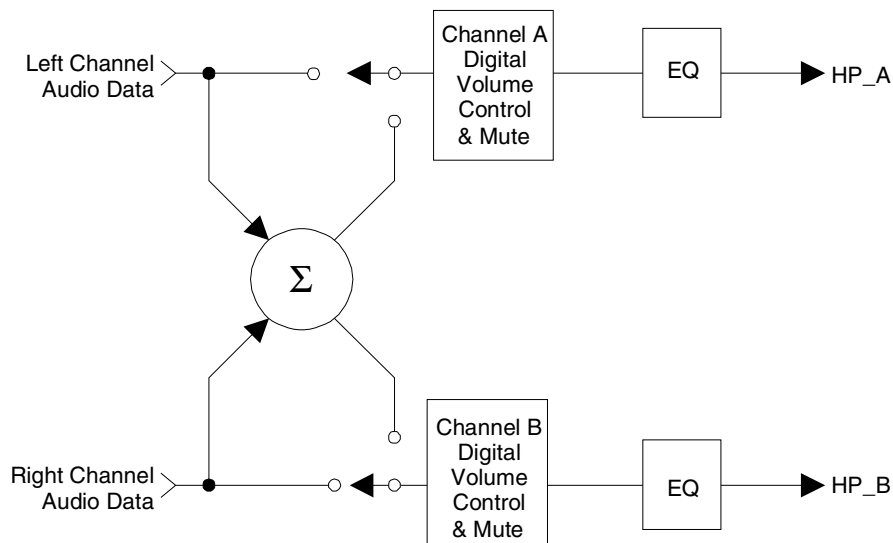 Left Channel
Audio Data
Channel A
Digital
Volume
Control
& Mute
EQ
HP_A
Σ
Right Channel
Audio Data
Channel B
Digital
Volume
Control
& Mute
EQ
HP_B